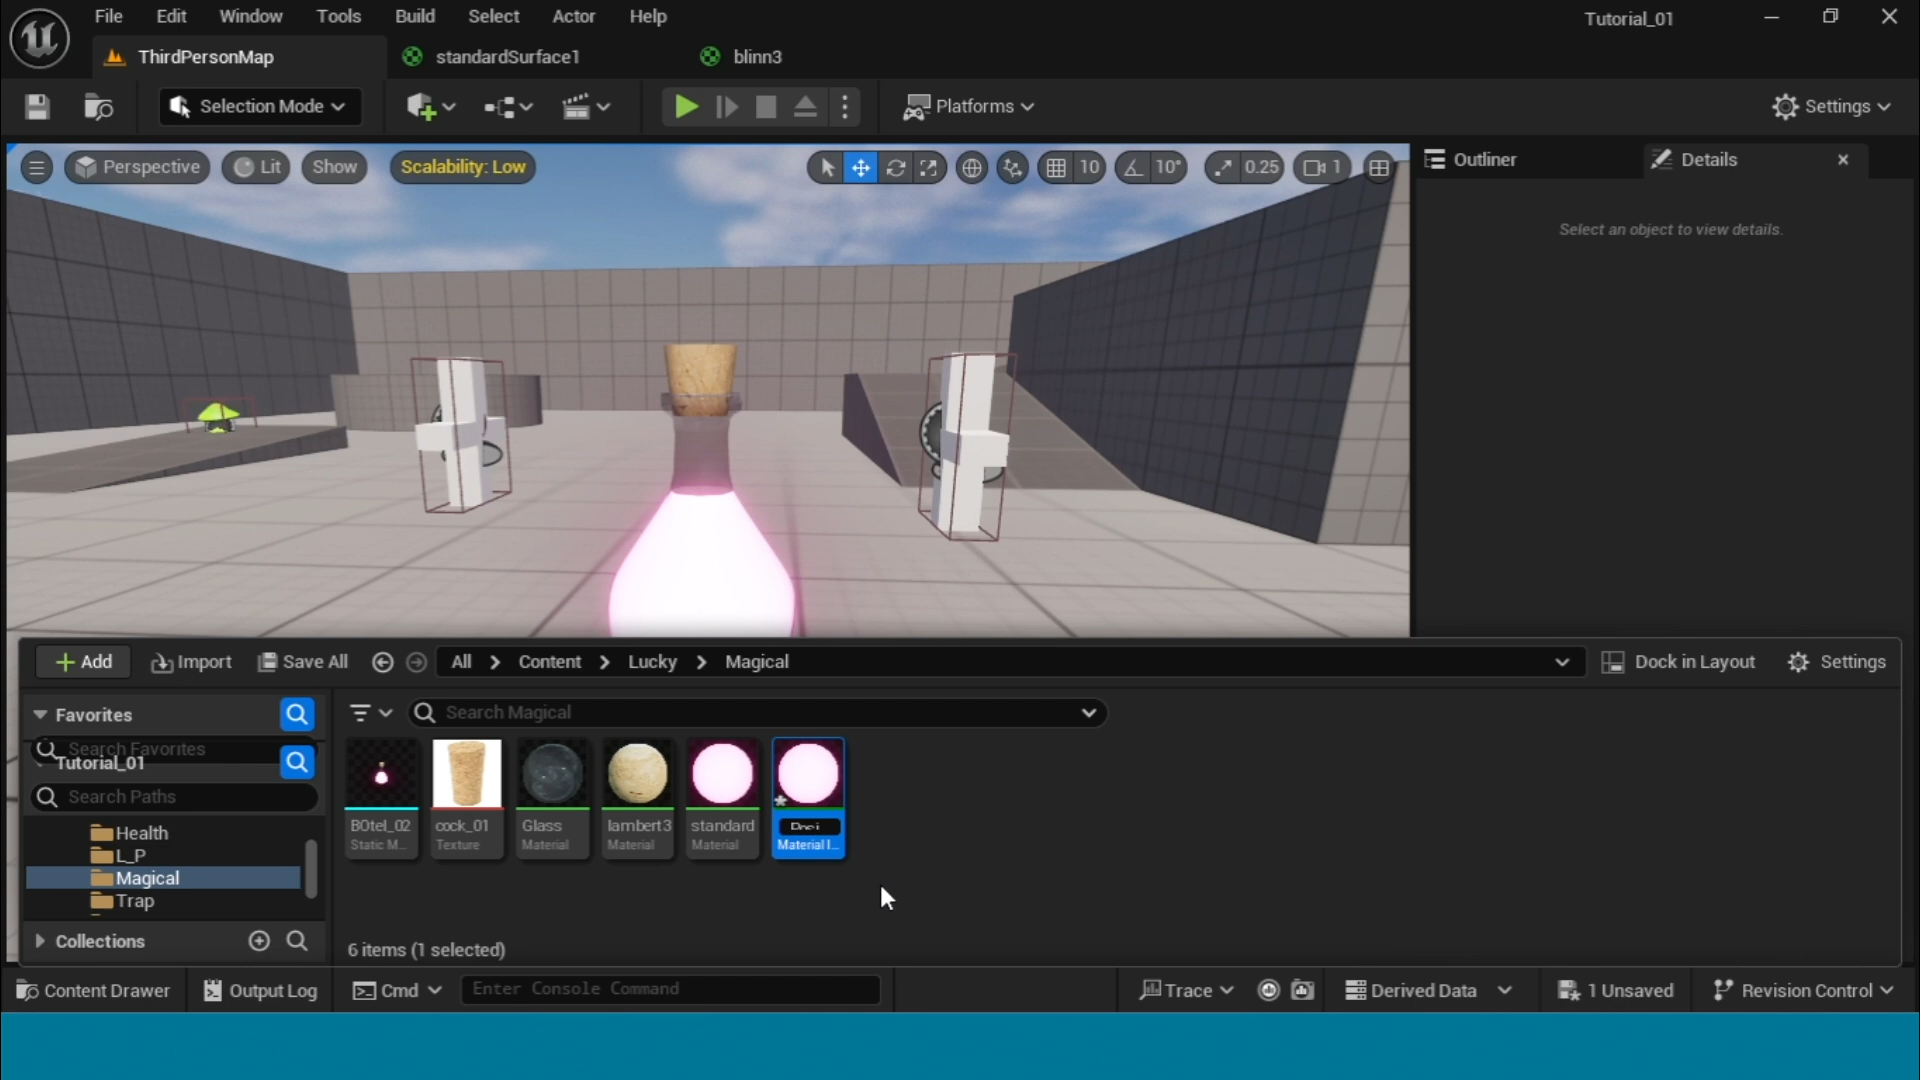 File Edit Window Tools Build Select Actor Help Tutorial_01
ThirdPersonMap standardSurface1 blinn3
Selection Mode Platforms Settings
Perspective Lit Show Scalability: Low 10 10° 0.25 1 Outliner Details
Select an object to view details.
Add Import Save All All Content Lucky Magical Dock in Layout Settings
Favorites Search Magical
Search Favorites
Tutorial_01
Search Paths
BOtel_02 cock_01 Glass lambert3 standard
Static M... Texture Material Material Material Material I...
Health
L_P
Magical
Trap
Collections 6 items (1 selected)
Content Drawer Output Log Cmd Enter Console Command Trace Derived Data 1 Unsaved Revision Control